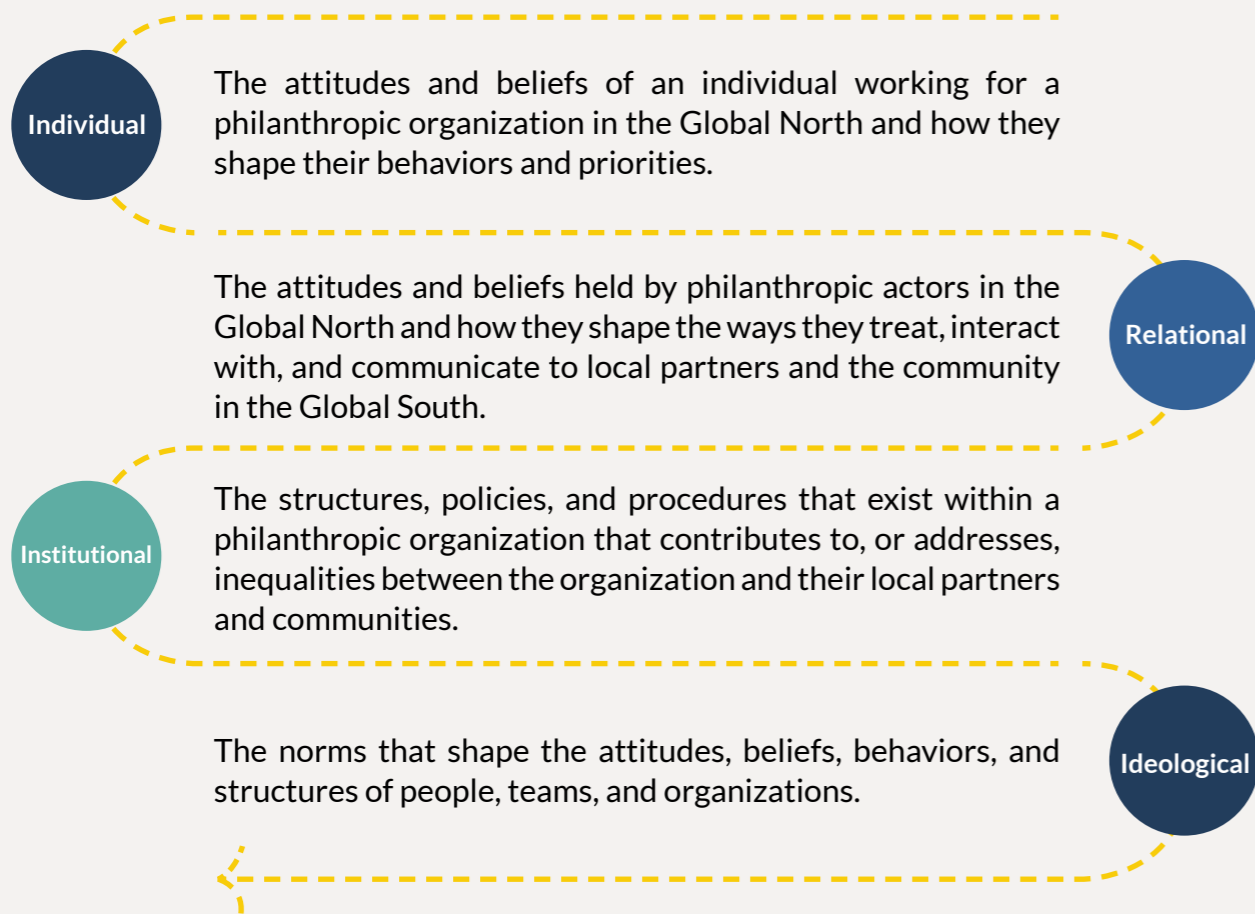 Individual
The attitudes and beliefs of an individual working for a
philanthropic organization in the Global North and how they
shape their behaviors and priorities.
The attitudes and beliefs held by philanthropic actors in the
Global North and how they shape the ways they treat, interact
with, and communicate to local partners and the community
in the Global South.
Relational
Institutional
The structures, policies, and procedures that exist within a
philanthropic organization that contributes to, or addresses,
inequalities between the organization and their local partners
and communities.
The norms that shape the attitudes, beliefs, behaviors, and
structures of people, teams, and organizations.
Ideological